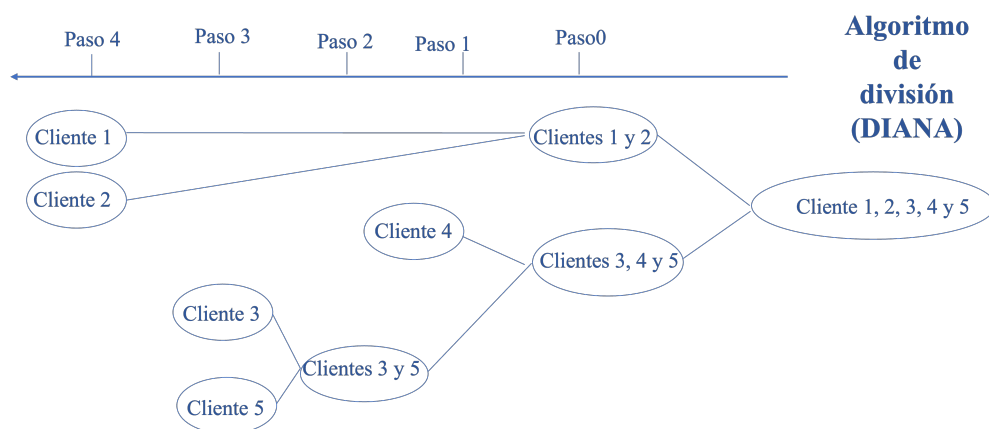 Paso 4
Paso 3
Paso 2
Paso 1
Paso0
Algoritmo
de
división
(DIANA)
Cliente 1
Clientes 1 y 2
Cliente 2
Cliente 1, 2, 3, 4 y 5
Cliente 4
Clientes 3, 4 y 5
Cliente 3
Clientes 3 y 5
Cliente 5